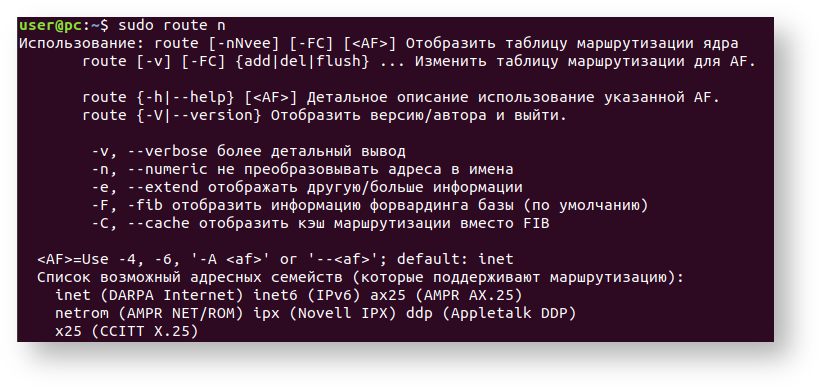 user@pc:~$ sudo route n
Использование: route [-nNvee] [-FC] [<AF>] Отобразить таблицу маршрутизации ядра
route [-v] [-FC] {add|del|flush} ... Изменить таблицу маршрутизации для AF.
route {-h|--help} [<AF>] Детальное описание использование указанной AF.
route {-V|--version} Отобразить версию/автора и выйти.
-v, --verbose более детальный вывод
-n, --numeric не преобразовывать адреса в имена
-e, --extend отображать другую/больше информации
-F, -fib отобразить информацию форвардинга базы (по умолчанию)
-C, --cache отобразить кэш маршрутизации вместо FIB
<AF>=Use -4, -6, '-A <af>' or '--<af>'; default: inet
Список возможный адресных семейств (которые поддерживают маршрутизацию):
inet (DARPA Internet) inet6 (IPv6) ax25 (AMPR AX.25)
netrom (AMPR NET/ROM) ipx (Novell IPX) ddp (Appletalk DDP)
x25 (CCITT X.25)